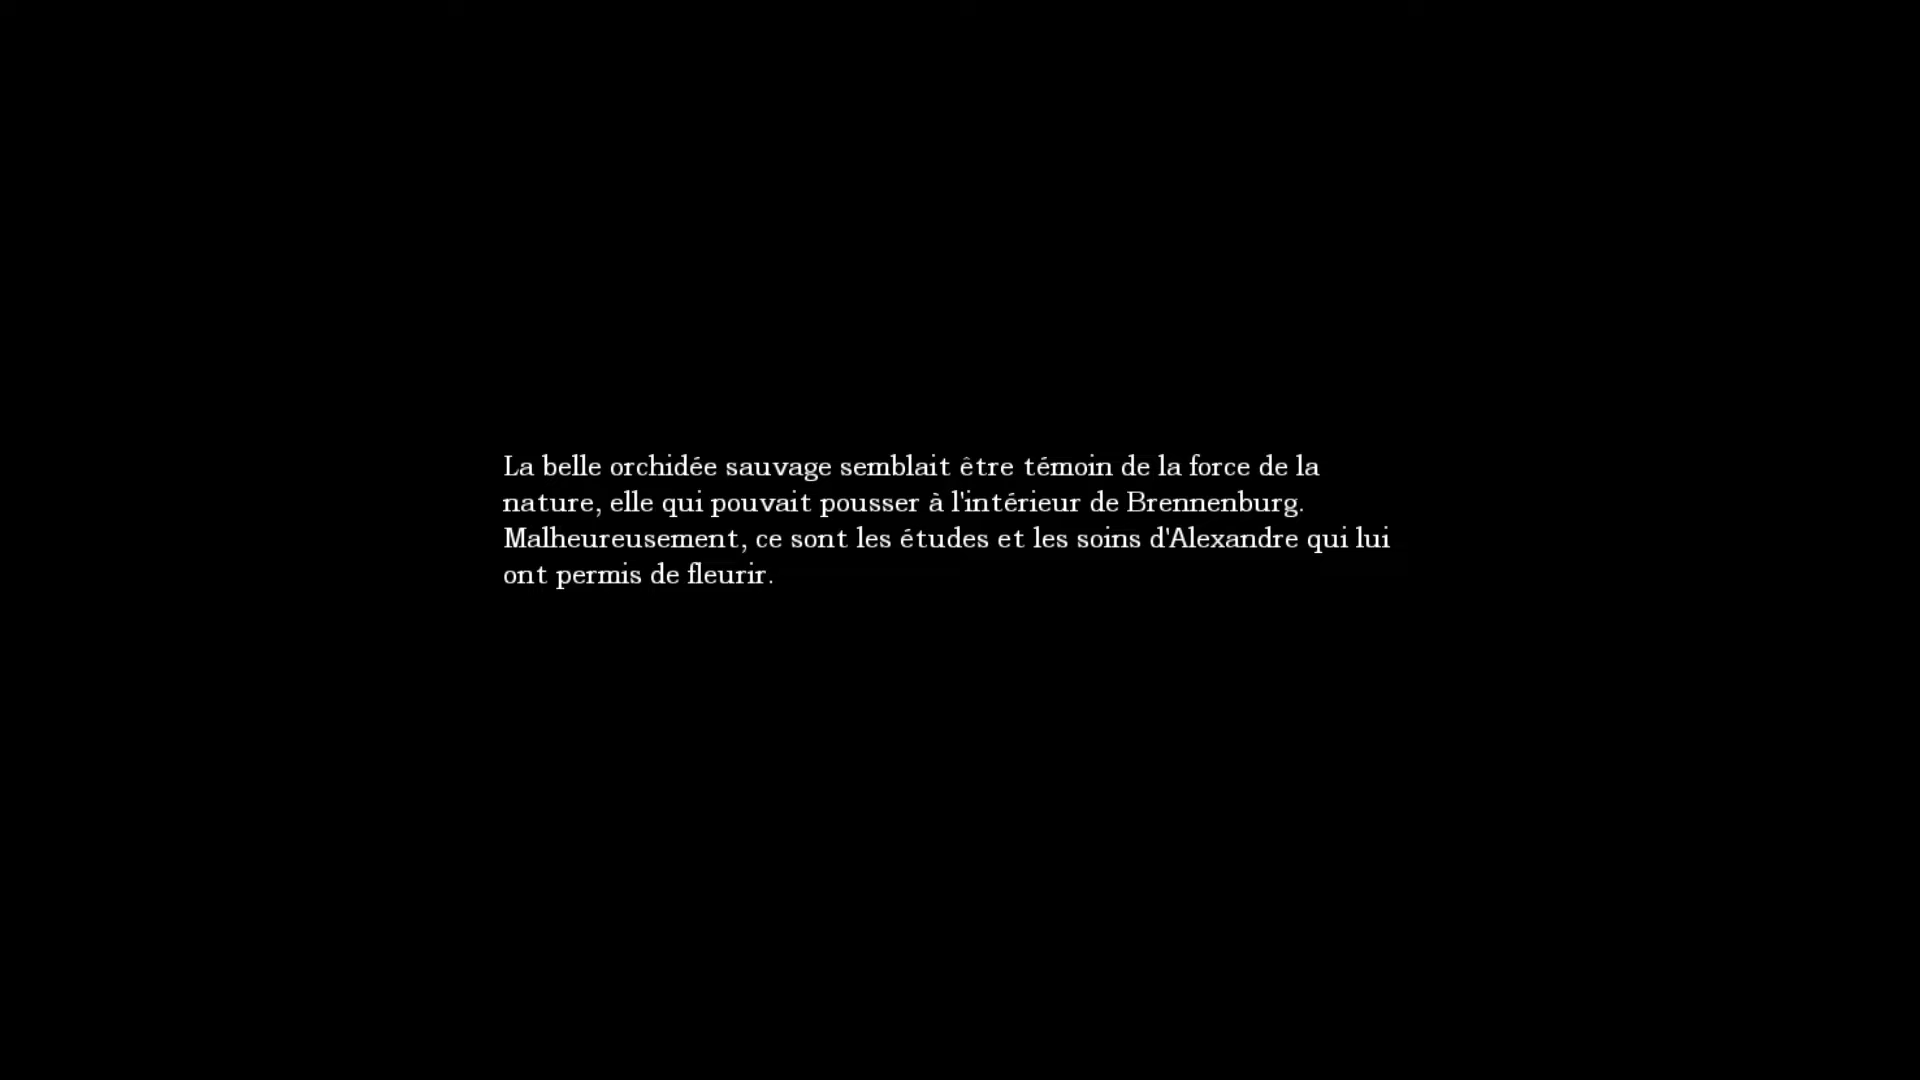 La belle orchidée sauvage semblait être témoin de la force de la
nature, elle qui pouvait pousser à l'intérieur de Brennenburg.
Malheureusement, ce sont les études et les soins d'Alexandre qui lui
ont permis de fleurir.